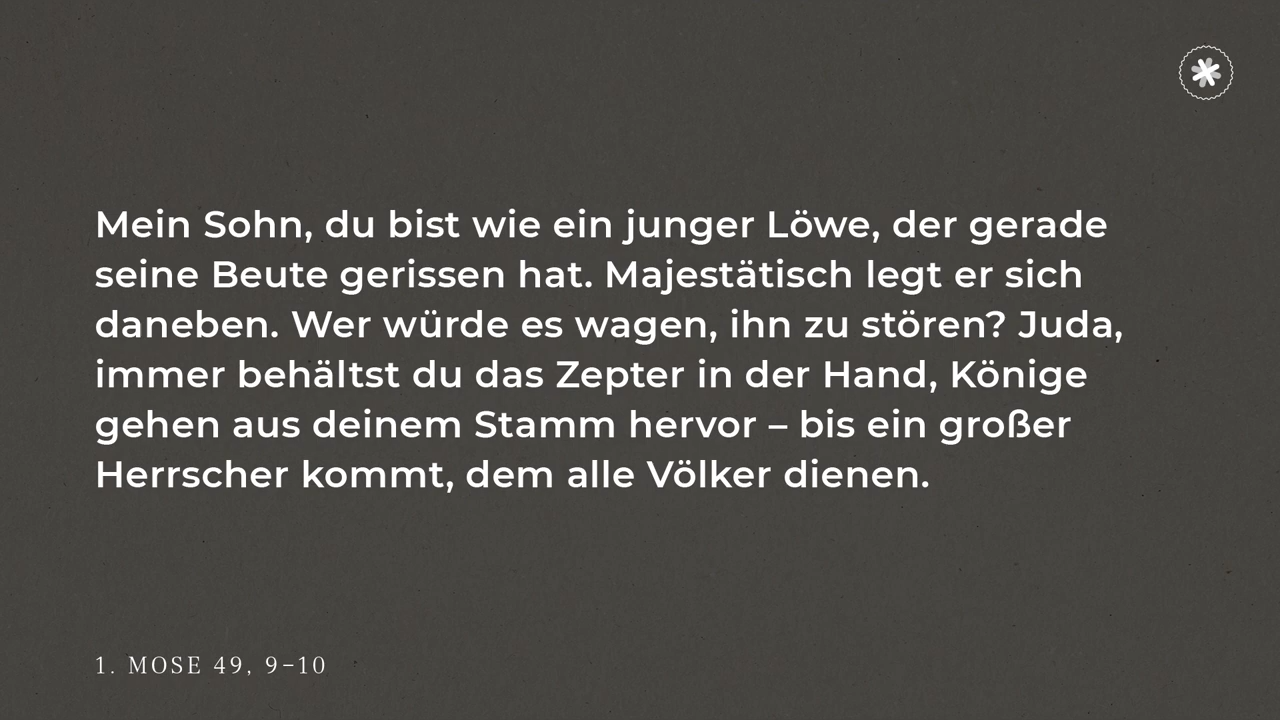 Mein Sohn, du bist wie ein junger Löwe, der gerade
seine Beute gerissen hat. Majestätisch legt er sich
daneben. Wer würde es wagen, ihn zu stören? Juda,
immer behältst du das Zepter in der Hand, Könige
gehen aus deinem Stamm hervor – bis ein großer
Herrscher kommt, dem alle Völker dienen.
1. MOSE 49, 9–10